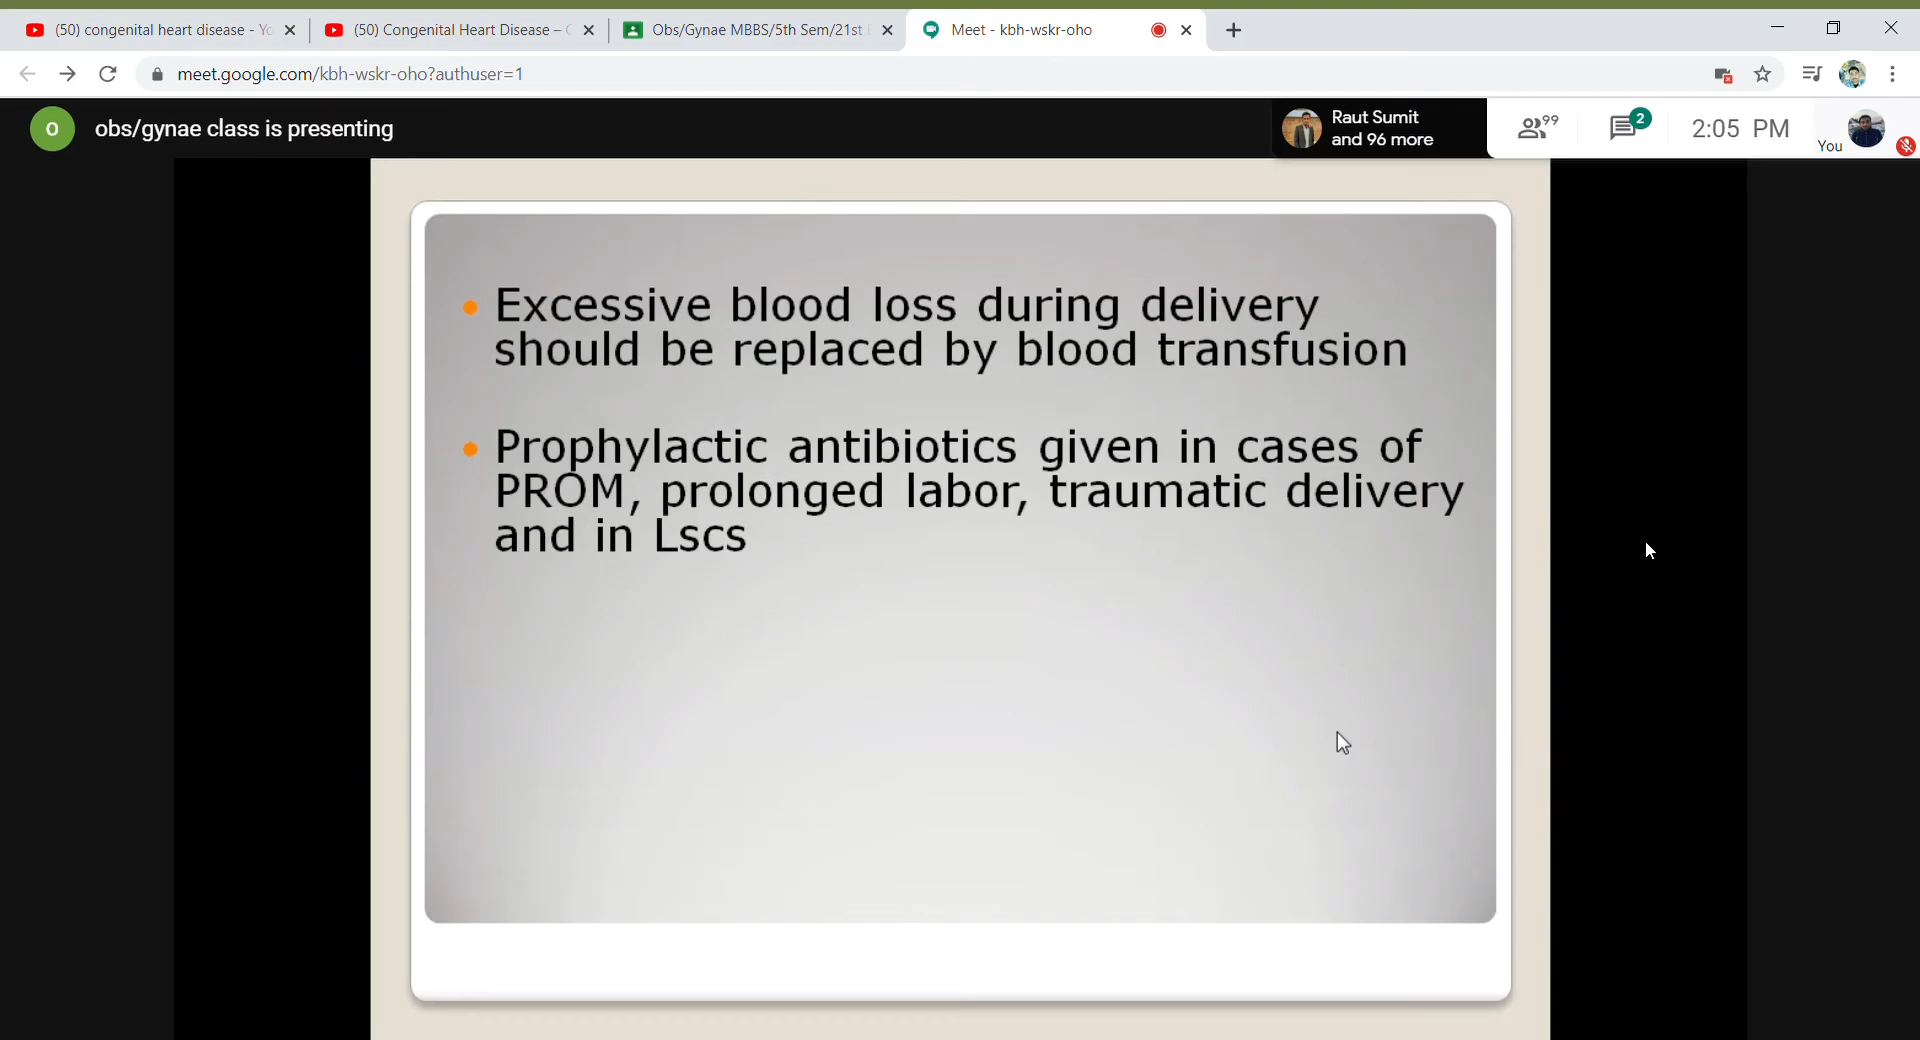 (50) congenital heart disease - Yo
(50) Congenital Heart Disease –
Obs/Gynae MBBS/5th Sem/21st
Meet - kbh-wskr-oho
meet.google.com/kbh-wskr-oho?authuser=1
O
obs/gynae class is presenting
Raut Sumit
and 96 more
99
2
2:05 PM
You
Excessive blood loss during delivery
should be replaced by blood transfusion
Prophylactic antibiotics given in cases of
PROM, prolonged labor, traumatic delivery
and in Lscs